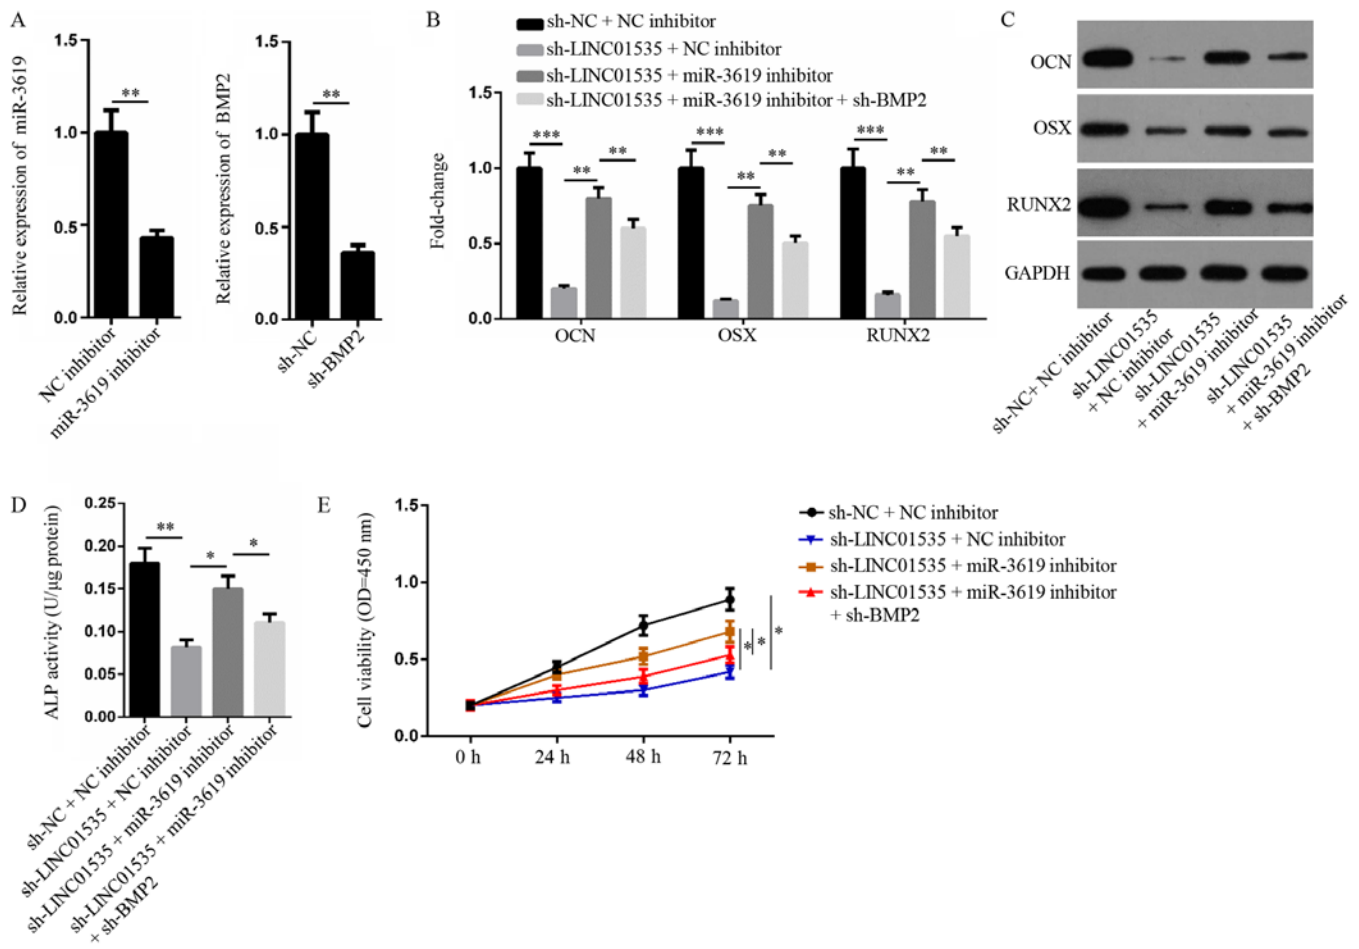 A
Relative expression of miR-3619
1.5
1.0
0.5
0.0
**
NC inhibitor
miR-3619 inhibitor
Relative expression of BMP2
1.5
1.0
0.5
0.0
**
sh-NC
sh-BMP2
B
sh-NC + NC inhibitor
sh-LINC01535 + NC inhibitor
sh-LINC01535 + miR-3619 inhibitor
sh-LINC01535 + miR-3619 inhibitor + sh-BMP2
Fold-change
1.5
1.0
0.5
0.0
*** ** **
*** ** **
*** ** **
OCN OSX RUNX2
C
OCN
OSX
RUNX2
GAPDH
sh-NC+ NC inhibitor
sh-LINC01535
+ NC inhibitor
sh-LINC01535
+ miR-3619 inhibitor
sh-LINC01535
+ miR-3619 inhibitor
+ sh-BMP2
D
ALP activity (U/μg protein)
0.25
0.20
0.15
0.10
0.05
0.00
** * *
sh-NC + NC inhibitor
sh-LINC01535 + NC inhibitor
sh-LINC01535 + miR-3619 inhibitor
sh-LINC01535 + miR-3619 inhibitor
+ sh-BMP2
E
Cell viability (OD=450 nm)
1.5
1.0
0.5
0.0
0 h 24 h 48 h 72 h
* * *
sh-NC + NC inhibitor
sh-LINC01535 + NC inhibitor
sh-LINC01535 + miR-3619 inhibitor
sh-LINC01535 + miR-3619 inhibitor
+ sh-BMP2